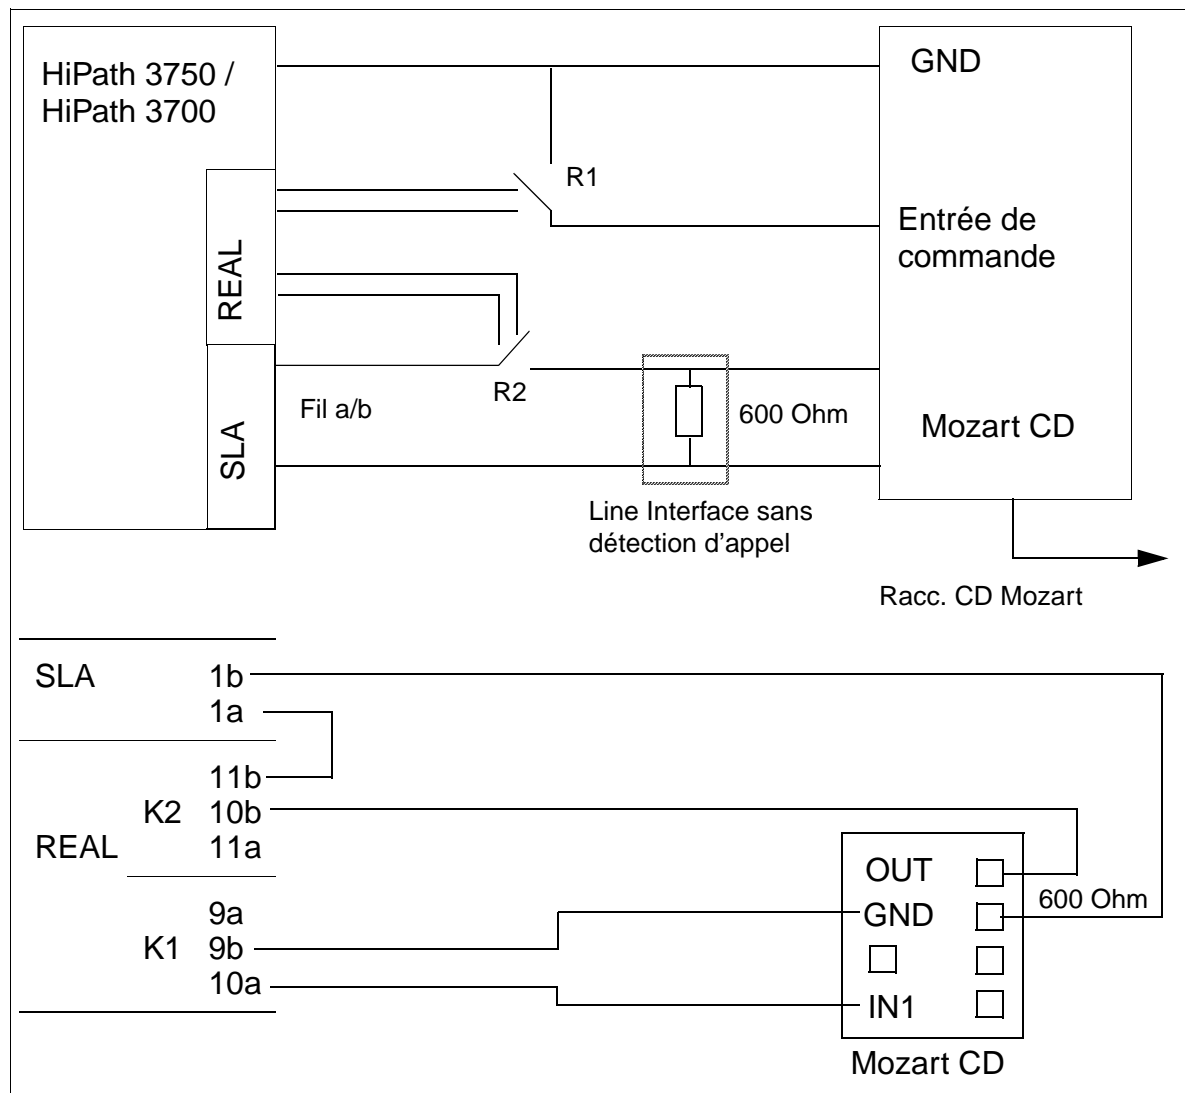 HiPath 3750 /
HiPath 3700
GND
R1
REAL
Entrée de
commande
R2
Fil a/b
600 Ohm
Mozart CD
SLA
Line Interface sans
détection d'appel
Racc. CD Mozart
SLA
1b
1a
11b
K2 10b
REAL 11a
9a
K1 9b
10a
OUT
GND
600 Ohm
IN1
Mozart CD